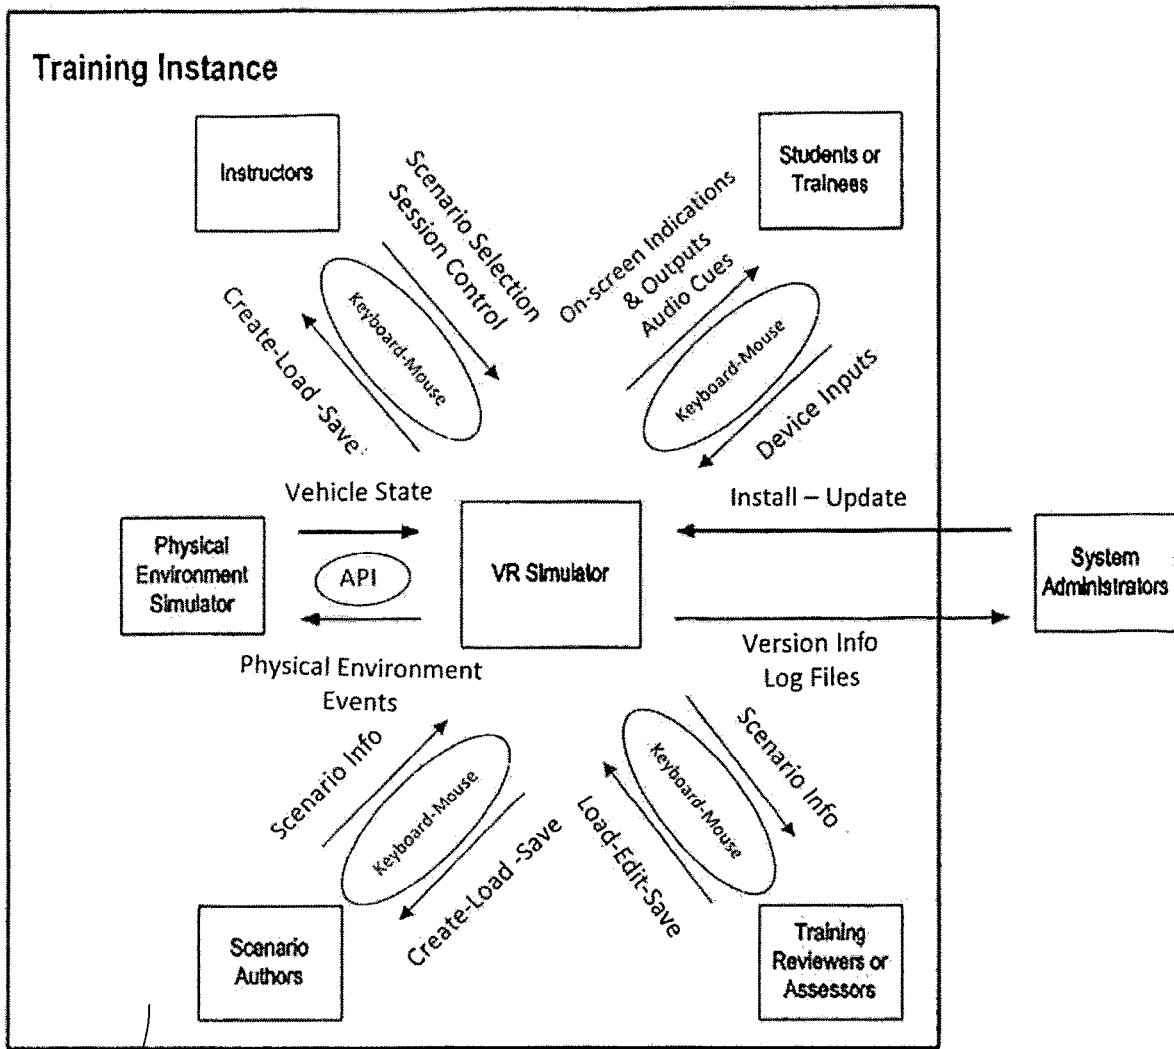 Training Instance
Instructors
Students or
Trainees
Scenario Selection
Session Control
Keyboard-Mouse
Create-Load -Save
On-screen Indications
& Outputs
Audio Cues
Keyboard-Mouse
Device Inputs
Vehicle State
Install – Update
Physical
Environment
Simulator
API
VR Simulator
System
Administrators
Physical Environment
Events
Version Info
Log Files
Scenario Info
Keyboard-Mouse
Create-Load -Save
Scenario Info
Keyboard-Mouse
Load-Edit-Save
Scenario
Authors
Training
Reviewers or
Assessors